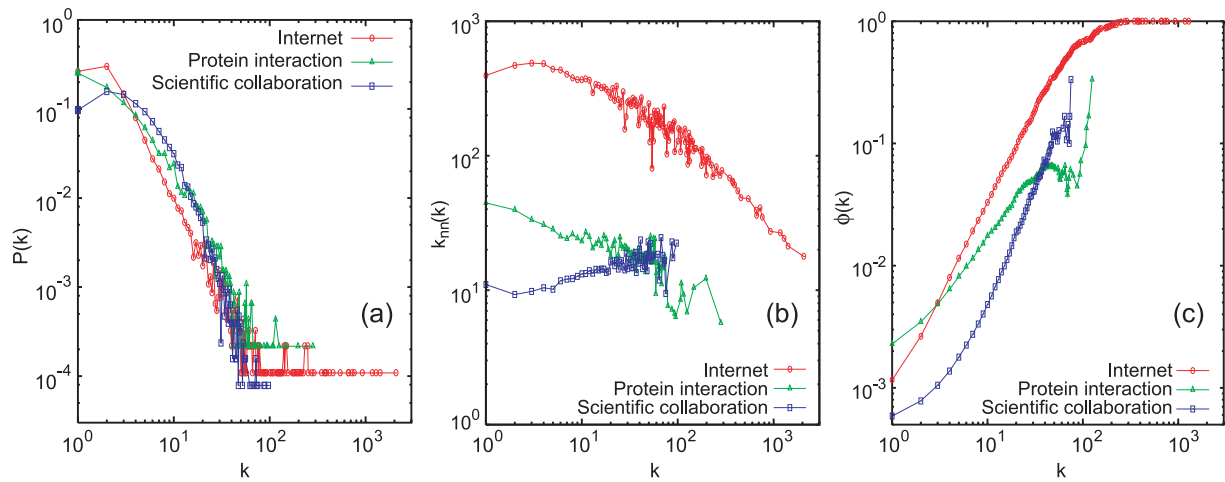 10^0
10^-1
10^-2
10^-3
10^-4
P(k)
Internet
Protein interaction
Scientific collaboration
(a)
10^0 10^1 10^2 10^3
k
10^3
10^2
10^1
10^0
k_nn(k)
(b)
Internet
Protein interaction
Scientific collaboration
10^0 10^1 10^2 10^3
k
10^0
10^-1
10^-2
10^-3
ϕ(k)
(c)
Internet
Protein interaction
Scientific collaboration
10^0 10^1 10^2 10^3
k